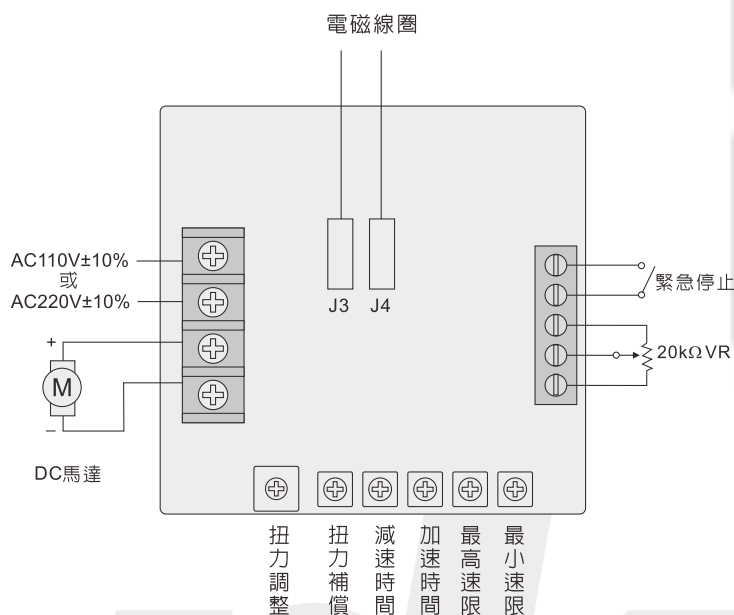 電磁線圈
AC110V±10%
或
AC220V±10%
+
M
−
DC馬達
J3 J4
緊急停止
20kΩVR
扭力調整
扭力補償
減速時間
加速時間
最高速限
最小速限